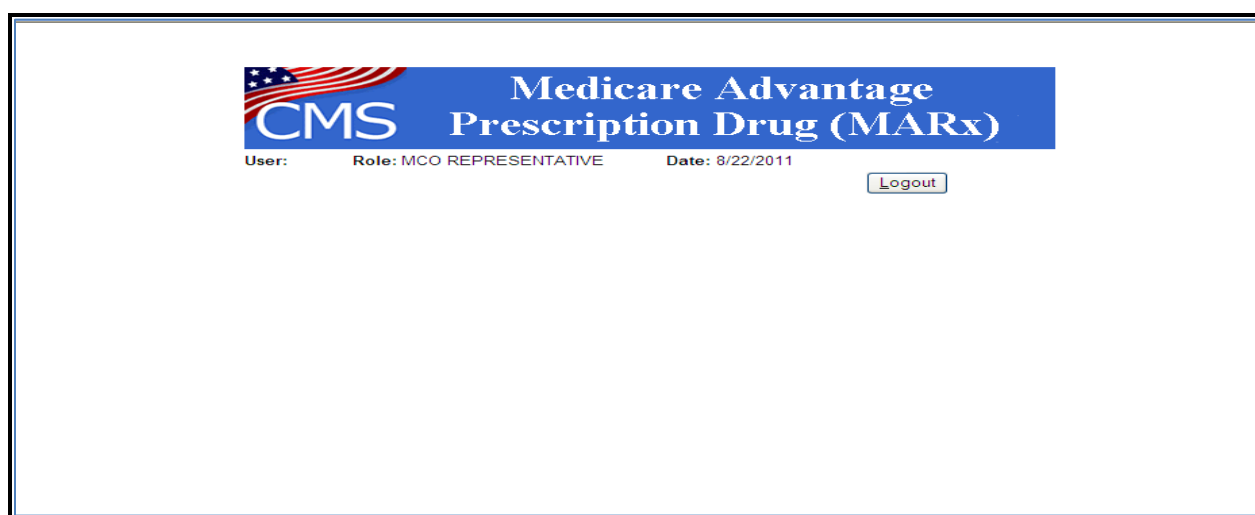 CMS
Medicare Advantage
Prescription Drug (MARx)
User: Role: MCO REPRESENTATIVE Date: 8/22/2011
Logout